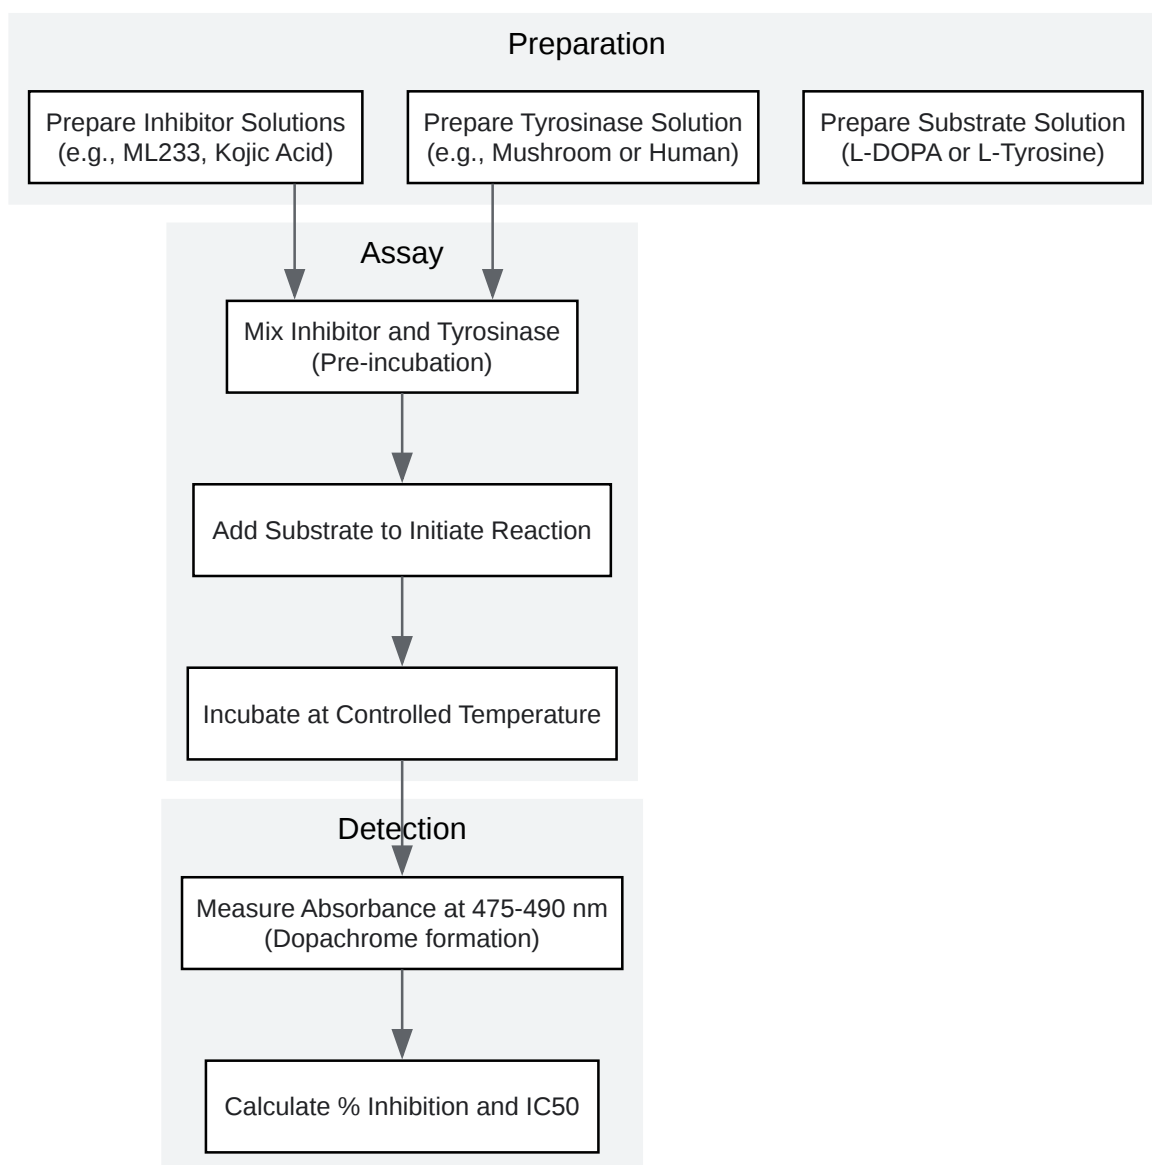 Preparation
Prepare Inhibitor Solutions
(e.g., ML233, Kojic Acid)
Prepare Tyrosinase Solution
(e.g., Mushroom or Human)
Prepare Substrate Solution
(L-DOPA or L-Tyrosine)
Assay
Mix Inhibitor and Tyrosinase
(Pre-incubation)
Add Substrate to Initiate Reaction
Incubate at Controlled Temperature
Detection
Measure Absorbance at 475-490 nm
(Dopachrome formation)
Calculate % Inhibition and IC50